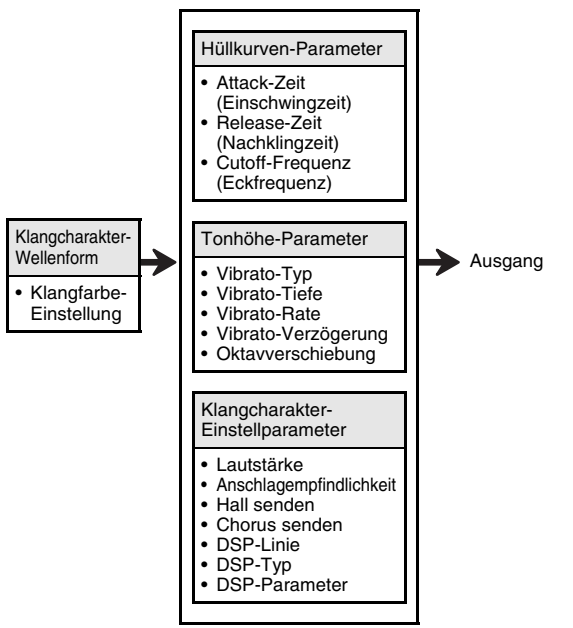 Klangcharakter-
Wellenform
• Klangfarbe-
Einstellung
Hüllkurven-Parameter
• Attack-Zeit
(Einschwingzeit)
• Release-Zeit
(Nachklingzeit)
• Cutoff-Frequenz
(Eckfrequenz)
Tonhöhe-Parameter
• Vibrato-Typ
• Vibrato-Tiefe
• Vibrato-Rate
• Vibrato-Verzögerung
• Oktavverschiebung
Klangcharakter-
Einstellparameter
• Lautstärke
• Anschlagempfindlichkeit
• Hall senden
• Chorus senden
• DSP-Linie
• DSP-Typ
• DSP-Parameter
Ausgang